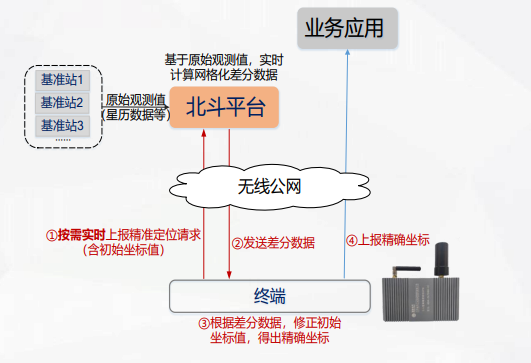 业务应用
基于原始观测值，实时
计算网格化差分数据
基准站1
基准站2
基准站3
......
原始观测值
(星历数据等)
北斗平台
无线公网
①按需实时上报精准定位请求
(含初始坐标值)
②发送差分数据
④上报精确坐标
终端
③根据差分数据，修正初始
坐标值，得出精确坐标